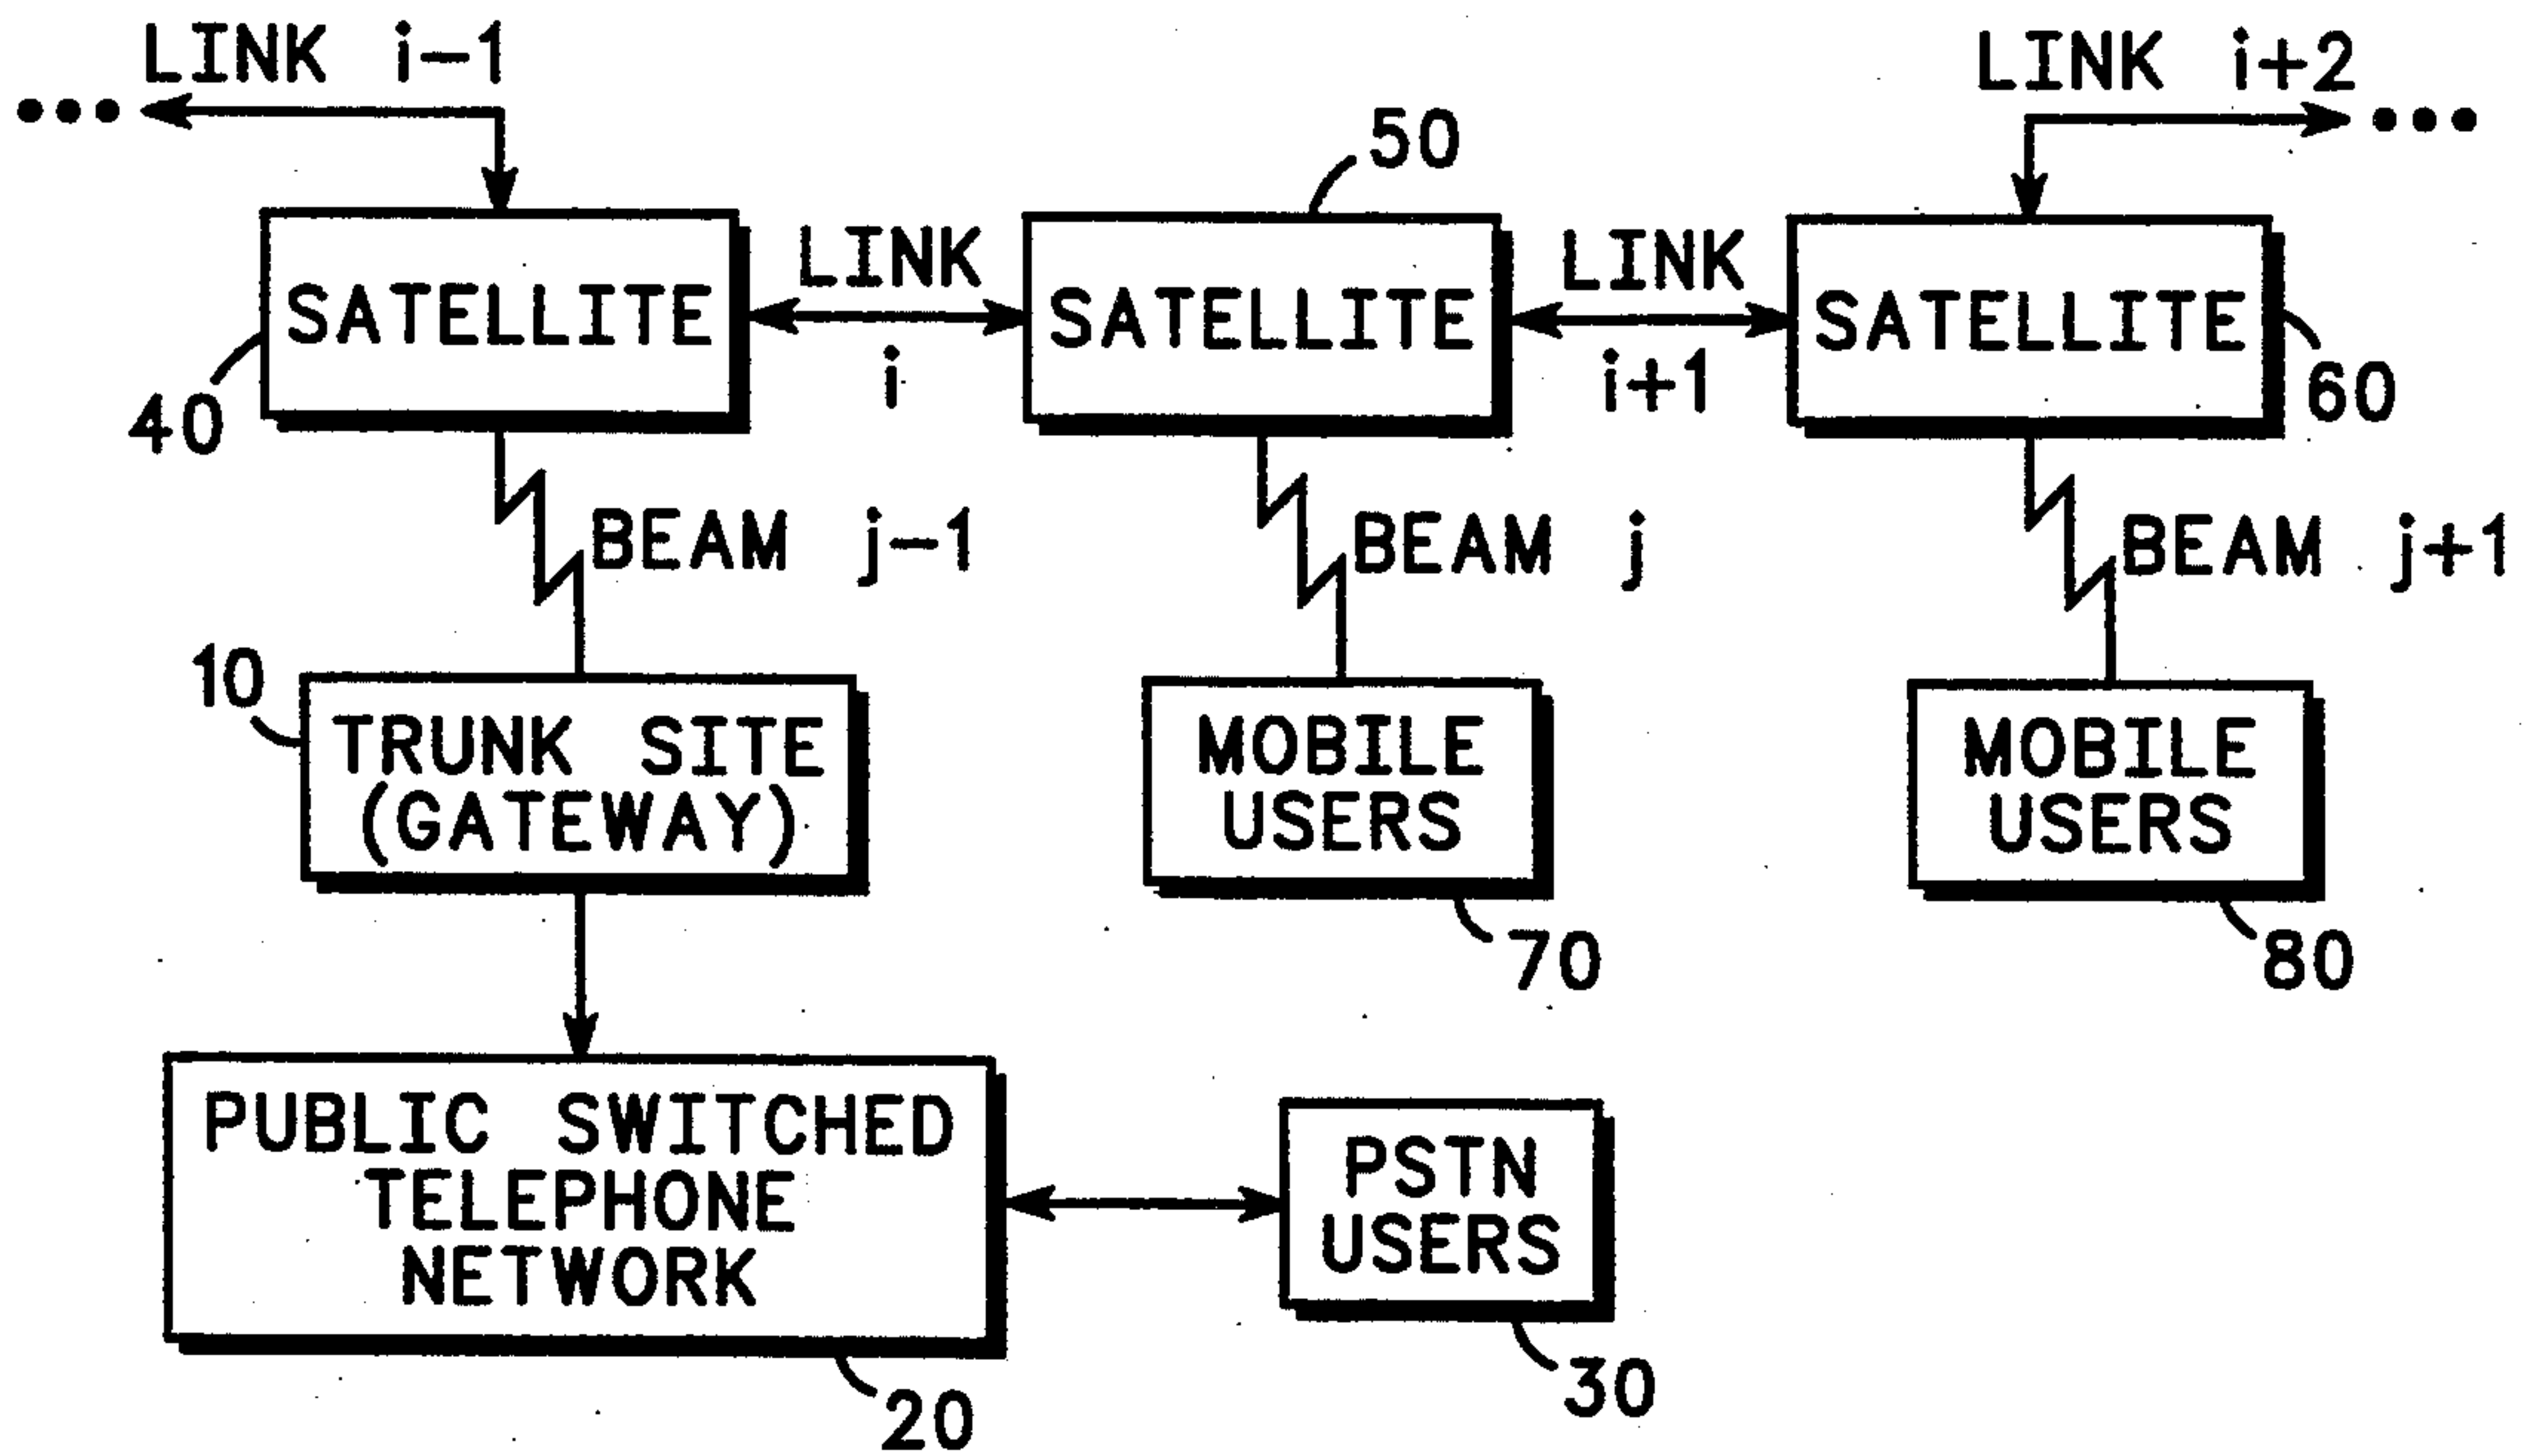 LINK i-1
LINK i+2
50
LINK
LINK
SATELLITE
SATELLITE
SATELLITE
i
i+1
40
60
BEAM j-1
BEAM j
BEAM j+1
10
TRUNK SITE
(GATEWAY)
MOBILE
USERS
MOBILE
USERS
70
80
PUBLIC SWITCHED
TELEPHONE
NETWORK
PSTN
USERS
20
30